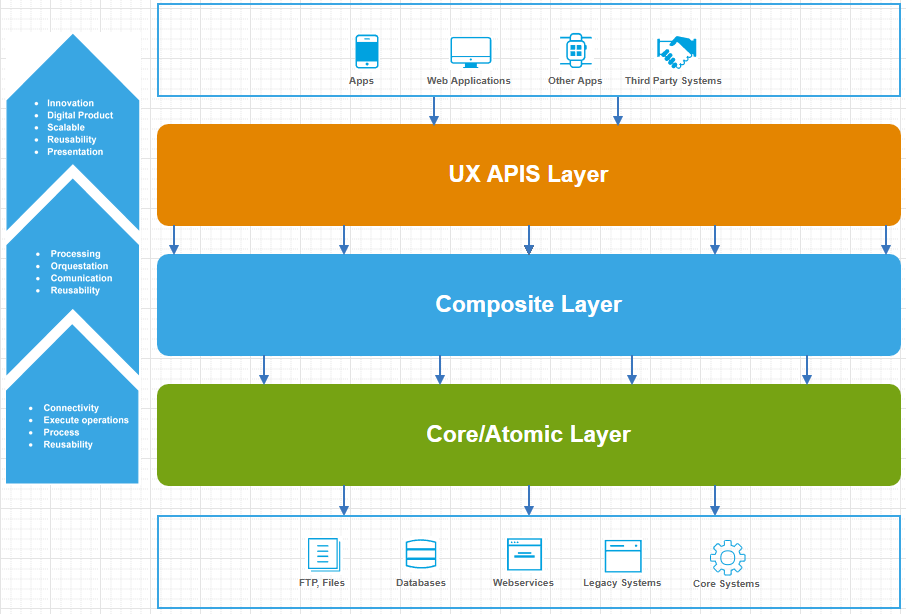 Apps
Web Applications
Other Apps
Third Party Systems
Innovation
Digital Product
Scalable
Reusability
Presentation
UX APIS Layer
Processing
Orquestation
Comunication
Reusability
Composite Layer
Connectivity
Execute operations
Process
Reusability
Core/Atomic Layer
FTP, Files
Databases
Webservices
Legacy Systems
Core Systems